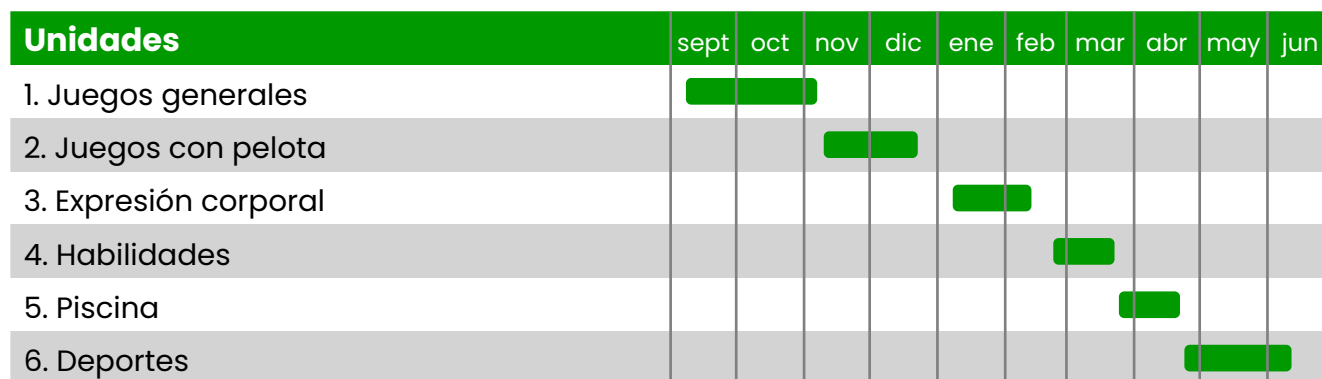 Unidades sept oct nov dic ene feb mar abr may jun
1. Juegos generales
2. Juegos con pelota
3. Expresión corporal
4. Habilidades
5. Piscina
6. Deportes